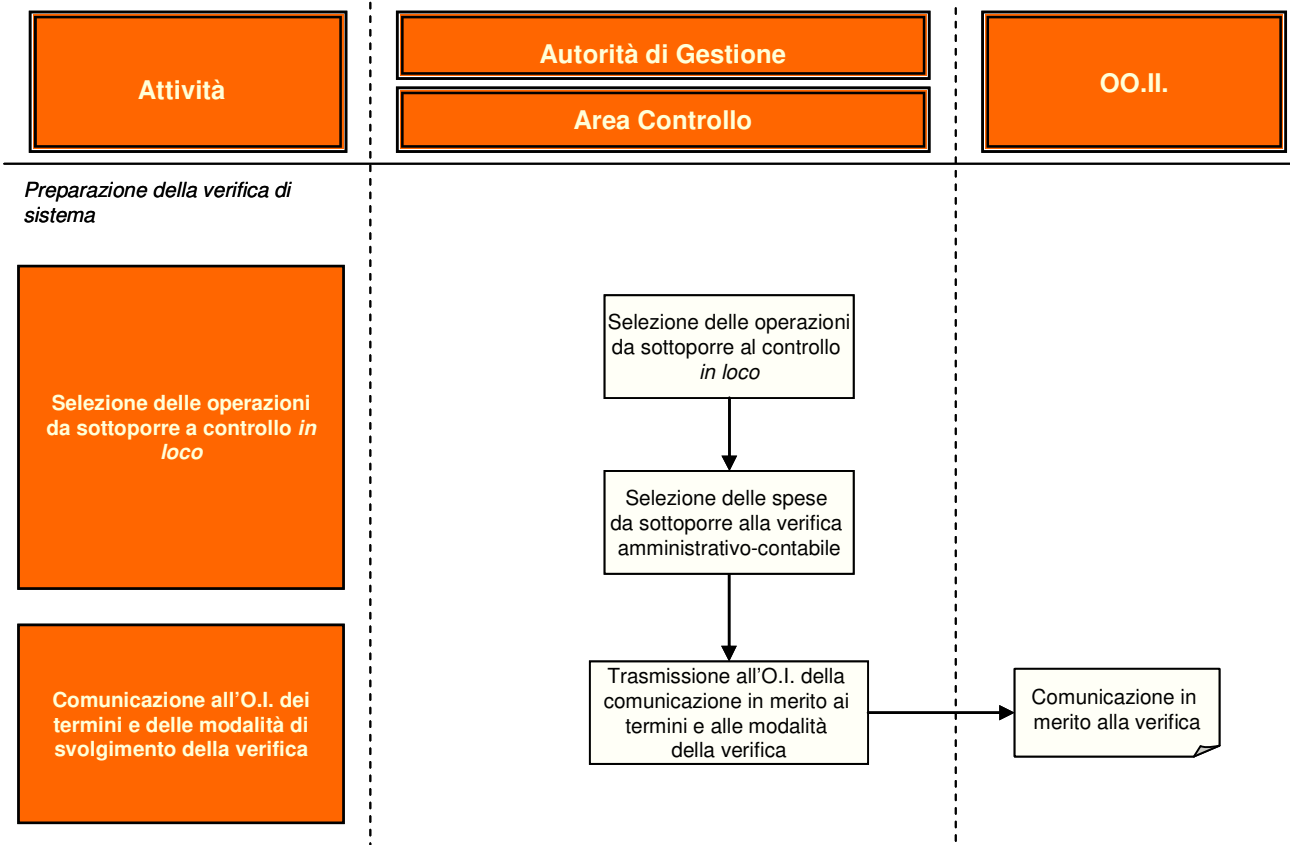 Attività
Autorità di Gestione
Area Controllo
OO.II.
Preparazione della verifica di
sistema
Selezione delle operazioni
da sottoporre a controllo in
loco
Selezione delle operazioni
da sottoporre al controllo
in loco
Selezione delle spese
da sottoporre alla verifica
amministrativo-contabile
Comunicazione all'O.I. dei
termini e delle modalità di
svolgimento della verifica
Trasmissione all'O.I. della
comunicazione in merito ai
termini e alle modalità
della verifica
Comunicazione in
merito alla verifica